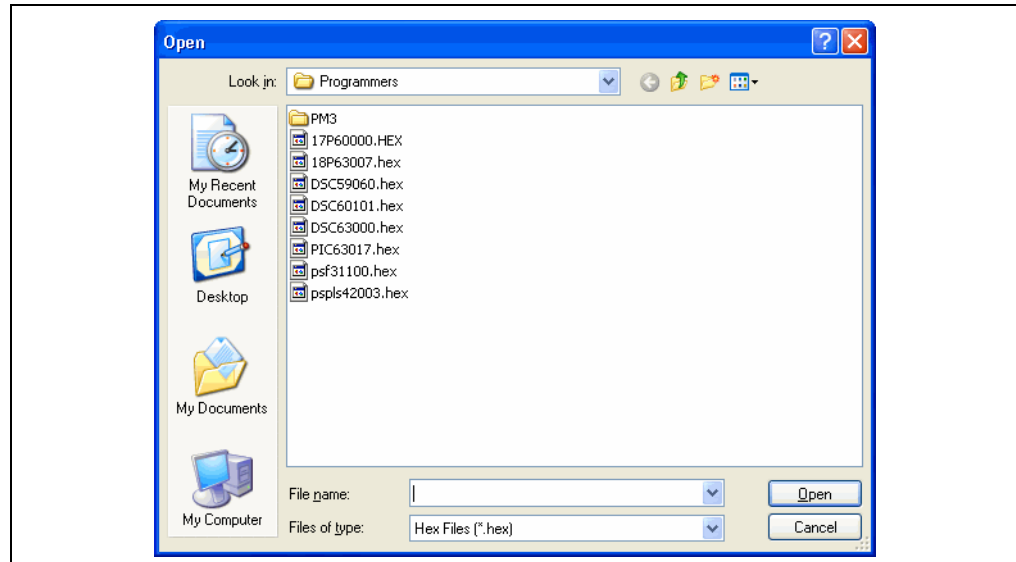 Open
Look in: Programmers
PM3
17P60000.HEX
18P63007.hex
DSC59060.hex
DSC60101.hex
DSC63000.hex
PIC63017.hex
psf31100.hex
pspls42003.hex
My Recent
Documents
Desktop
My Documents
My Computer
File name:
Open
Files of type: Hex Files (*.hex)
Cancel